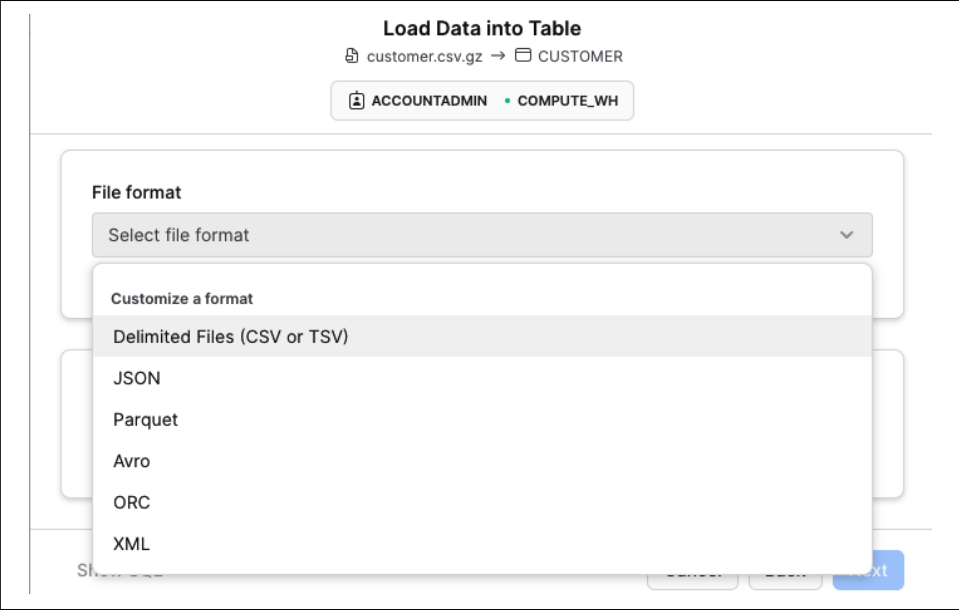 Load Data into Table
customer.csv.gz → CUSTOMER
ACCOUNTADMIN • COMPUTE_WH
File format
Select file format
Customize a format
Delimited Files (CSV or TSV)
JSON
Parquet
Avro
ORC
XML